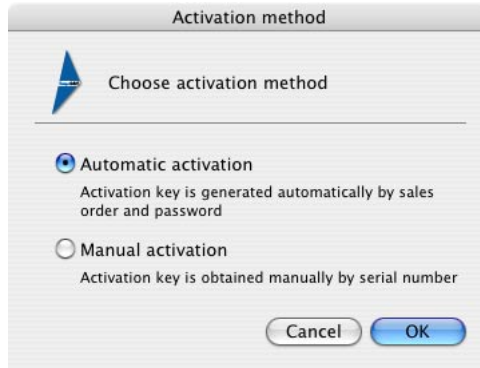 Activation method
Choose activation method
Automatic activation
Activation key is generated automatically by sales
order and password
Manual activation
Activation key is obtained manually by serial number
Cancel
OK